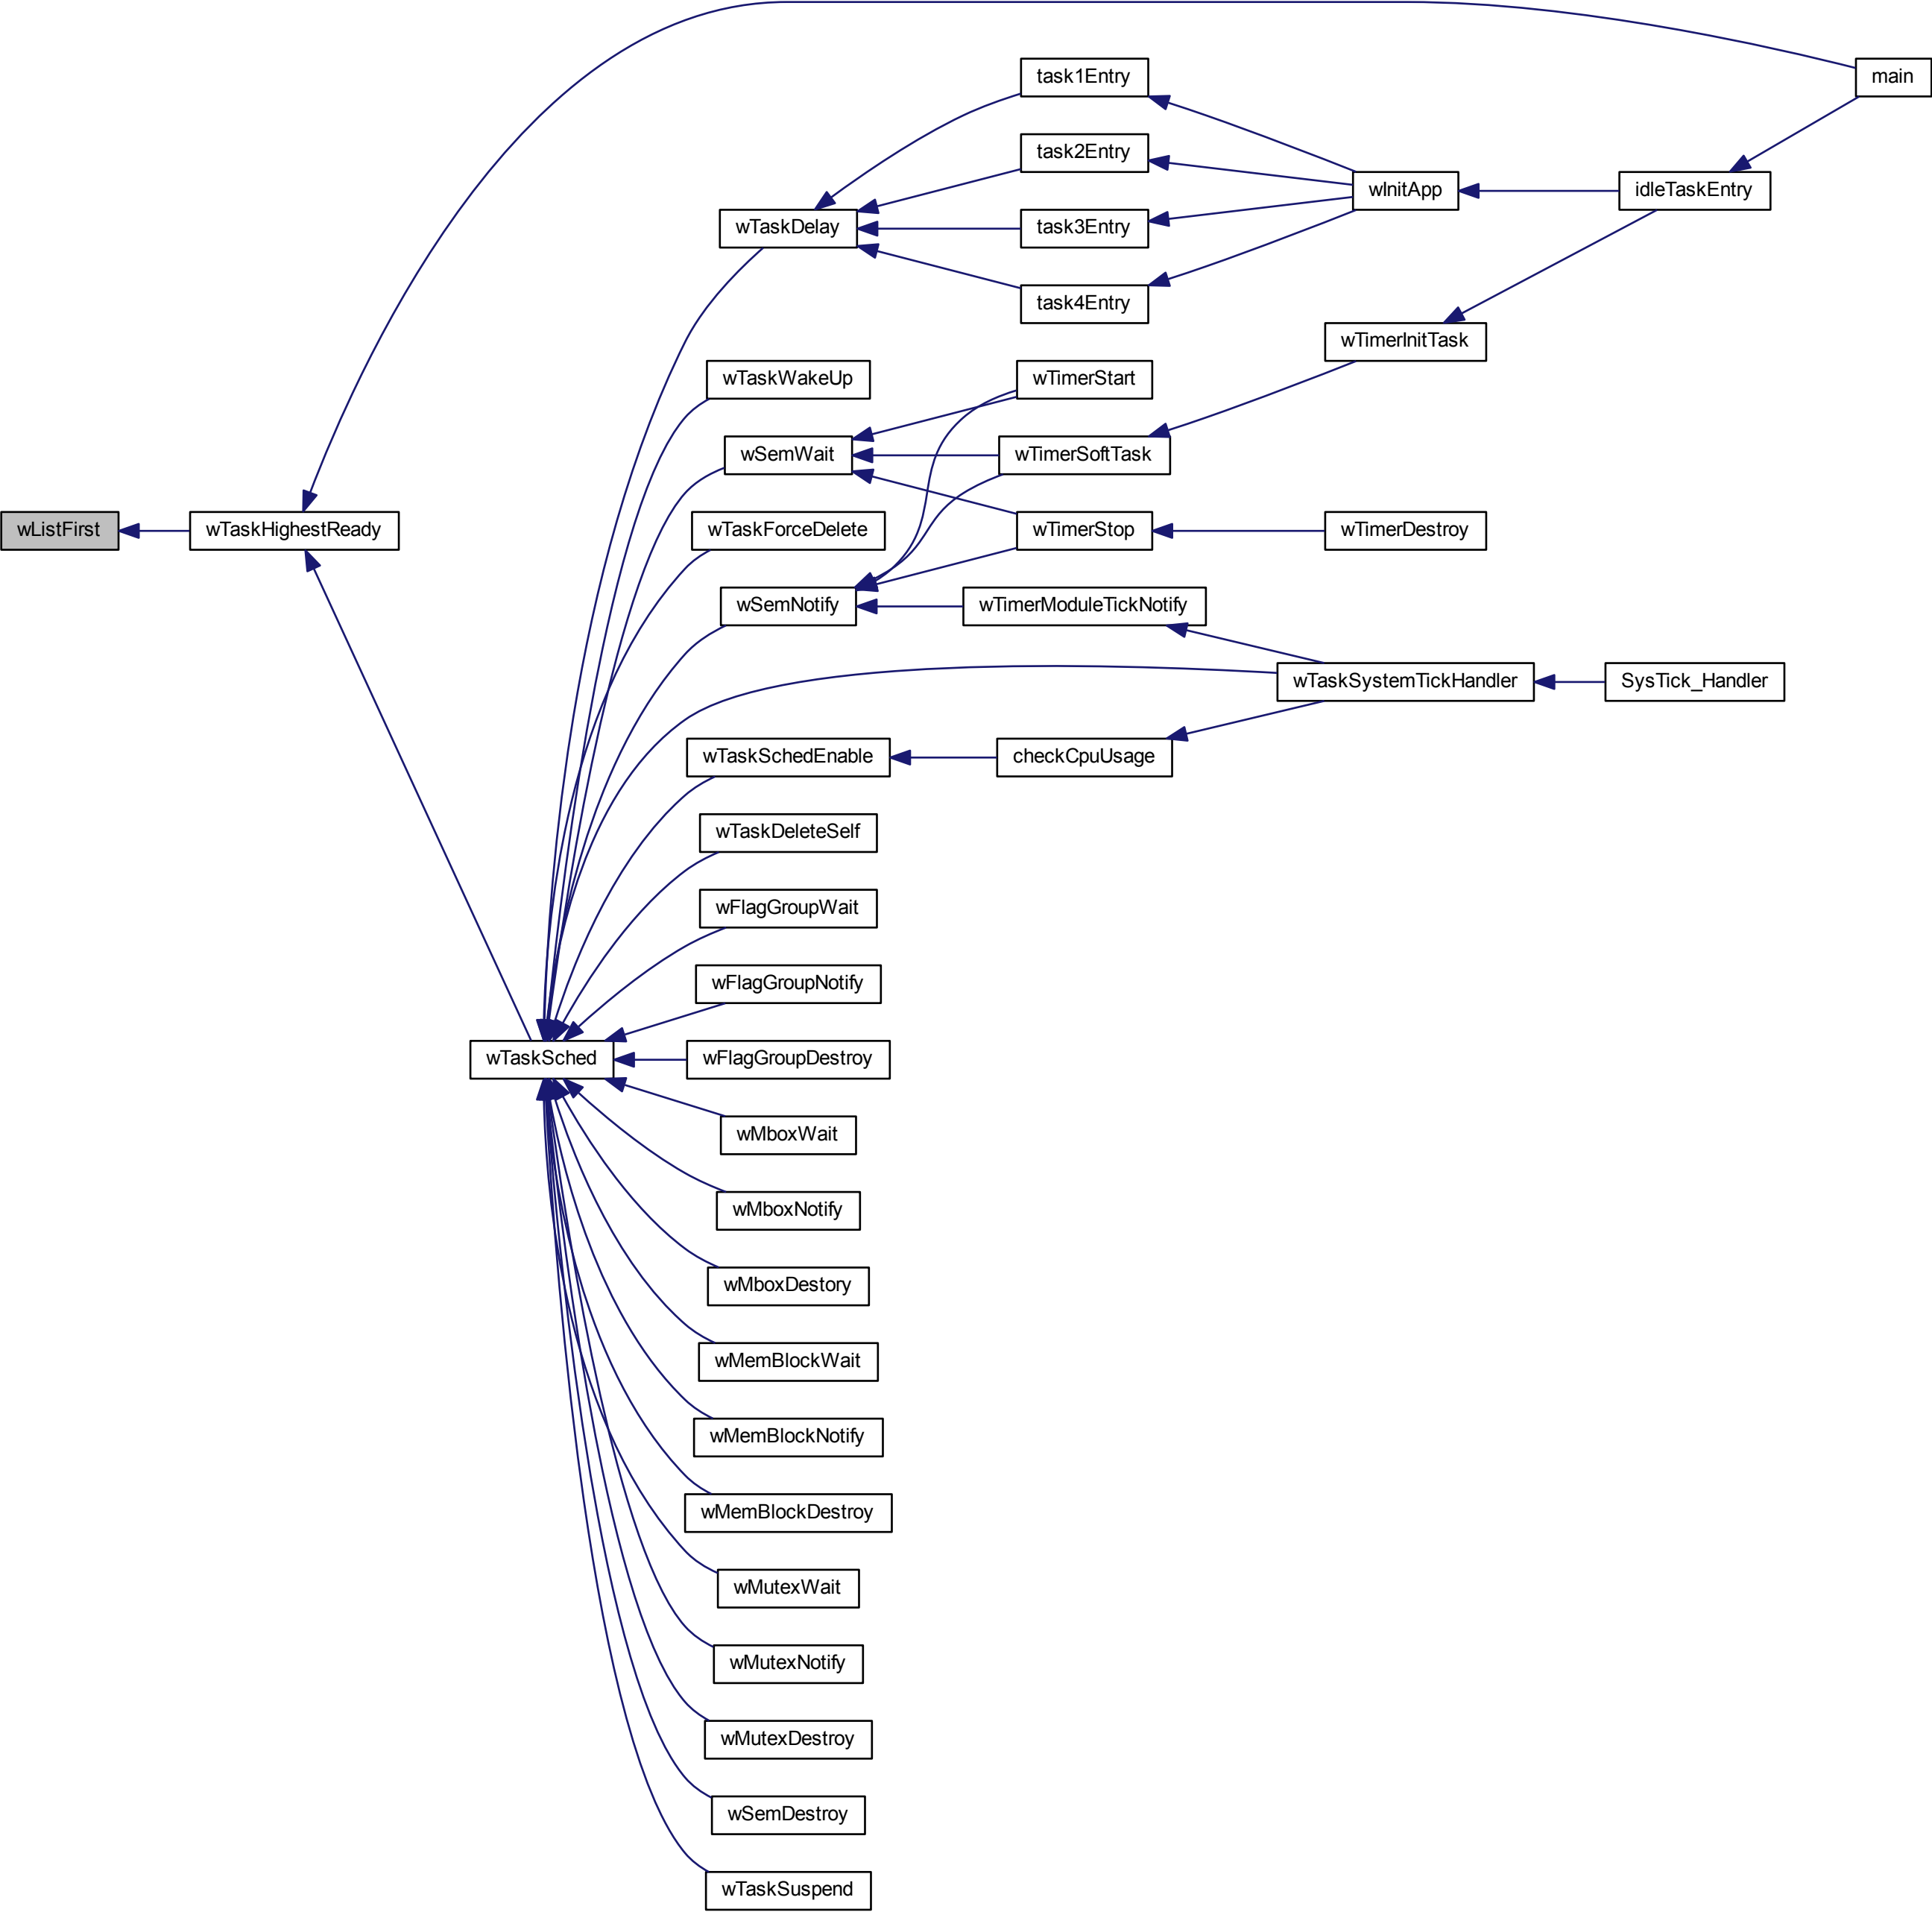 main
task1Entry
task2Entry
wInitApp
idleTaskEntry
wTaskDelay
task3Entry
task4Entry
wTimerInitTask
wTaskWakeUp
wTimerStart
wSemWait
wTimerSoftTask
wListFirst
wTaskHighestReady
wTaskForceDelete
wTimerStop
wTimerDestroy
wSemNotify
wTimerModuleTickNotify
wTaskSystemTickHandler
SysTick_Handler
wTaskSchedEnable
checkCpuUsage
wTaskDeleteSelf
wFlagGroupWait
wFlagGroupNotify
wTaskSched
wFlagGroupDestroy
wMboxWait
wMboxNotify
wMboxDestory
wMemBlockWait
wMemBlockNotify
wMemBlockDestroy
wMutexWait
wMutexNotify
wMutexDestroy
wSemDestroy
wTaskSuspend